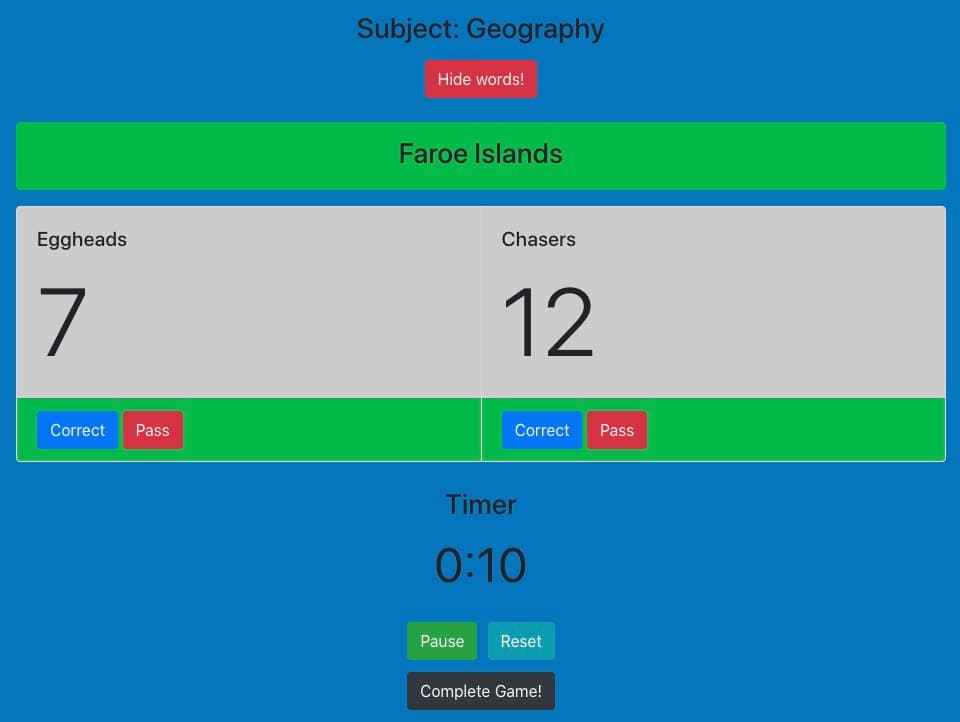 Subject: Geography
Hide words!
Faroe Islands
Eggheads
7
Correct Pass
Chasers
12
Correct Pass
Timer
0:10
Pause Reset
Complete Game!